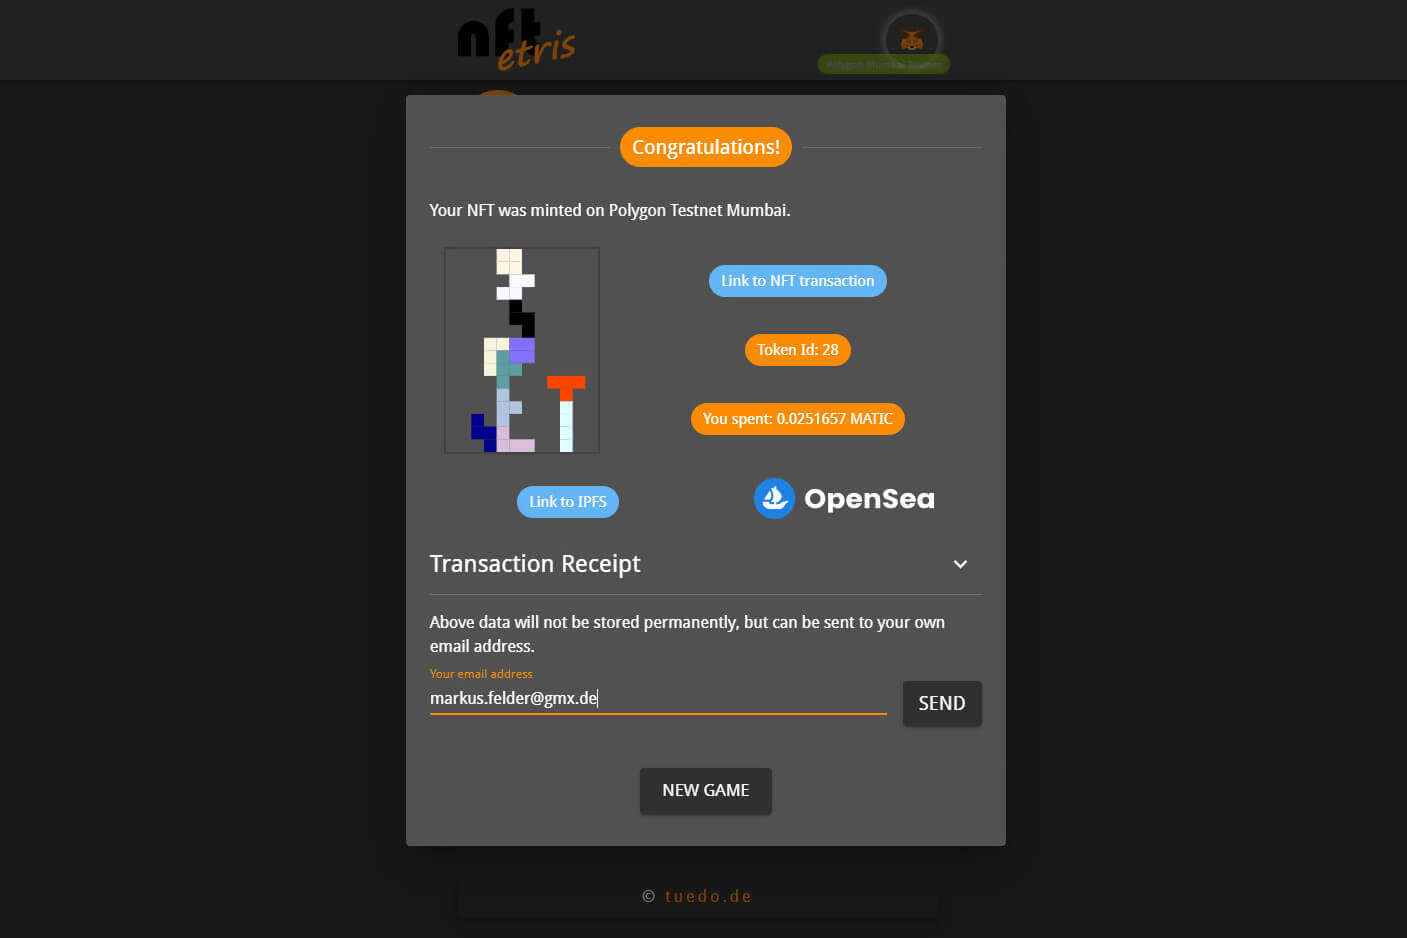 nft
etris
Polygon Mumbai Testnet
Congratulations!
Your NFT was minted on Polygon Testnet Mumbai.
Link to NFT transaction
Token Id: 28
You spent: 0.0251657 MATIC
Link to IPFS
OpenSea
Transaction Receipt
Above data will not be stored permanently, but can be sent to your own
email address.
Your email address
markus.felder@gmx.de
SEND
NEW GAME
© tuedo.de